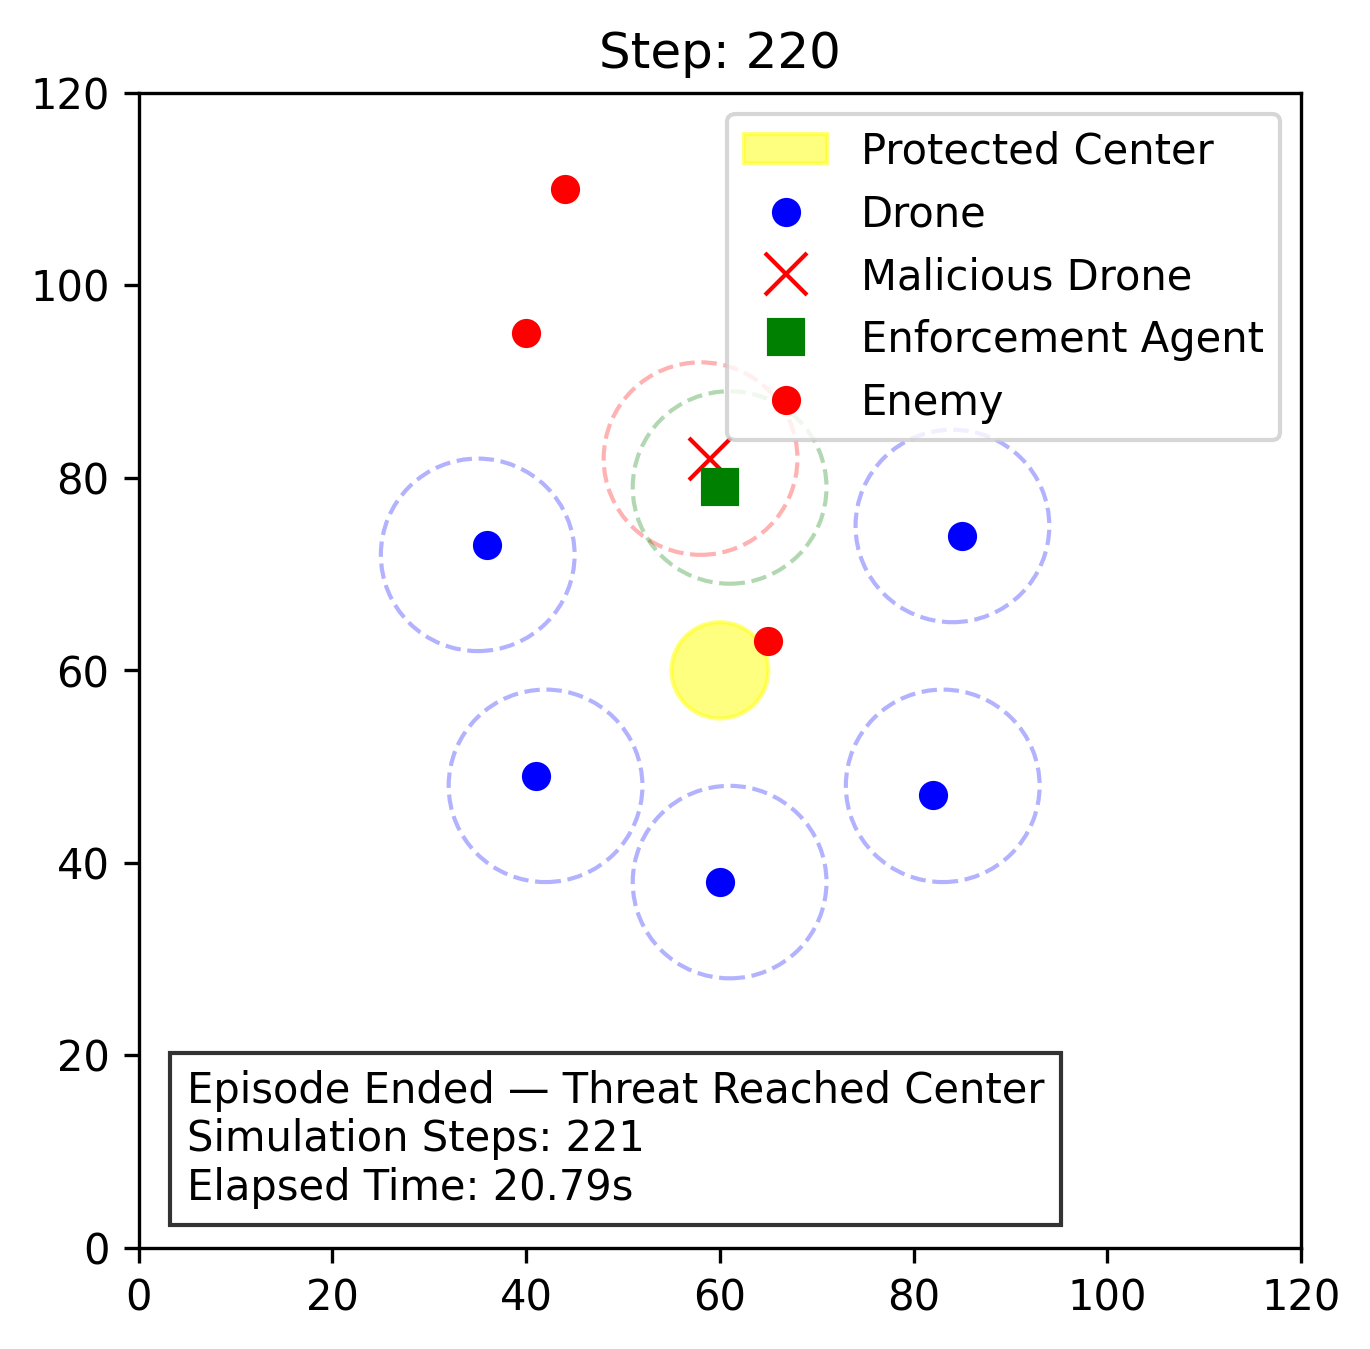 Step: 220
120
100
80
60
40
20
0
Protected Center
Drone
Malicious Drone
Enforcement Agent
Enemy
Episode Ended — Threat Reached Center
Simulation Steps: 221
Elapsed Time: 20.79s
0 20 40 60 80 100 120